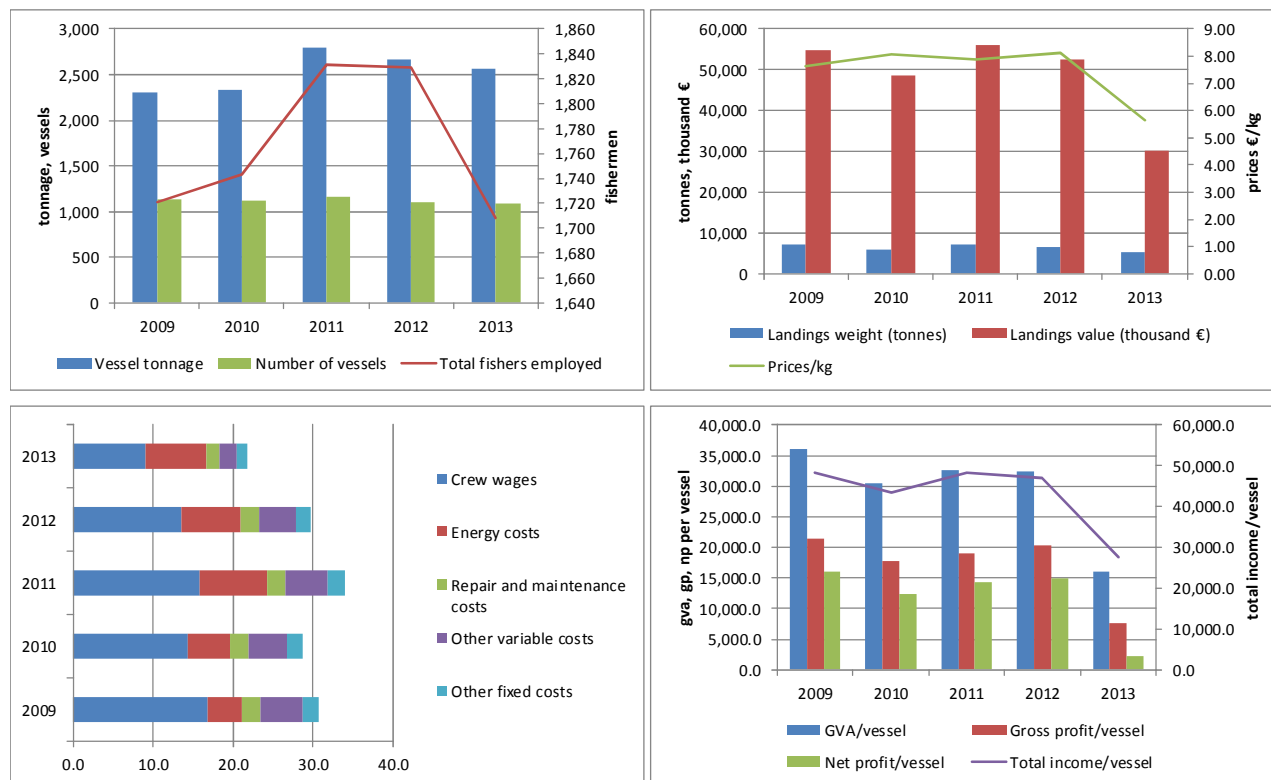 tonnage, vessels
3,000
2,500
2,000
1,500
1,000
500
0
1,860
1,840
1,820
1,800
1,780
1,760
1,740
1,720
1,700
1,680
1,660
1,640
fishermen
2009 2010 2011 2012 2013
Vessel tonnage Number of vessels Total fishers employed
tonnes, thousand €
60,000
50,000
40,000
30,000
20,000
10,000
0
9.00
8.00
7.00
6.00
5.00
4.00
3.00
2.00
1.00
0.00
prices €/kg
2009 2010 2011 2012 2013
Landings weight (tonnes) Landings value (thousand €)
Prices/kg
2013
2012
2011
2010
2009
0.0 10.0 20.0 30.0 40.0
Crew wages
Energy costs
Repair and maintenance
costs
Other variable costs
Other fixed costs
gva, gp, np per vessel
40,000.0
35,000.0
30,000.0
25,000.0
20,000.0
15,000.0
10,000.0
5,000.0
0.0
60,000.0
50,000.0
40,000.0
30,000.0
20,000.0
10,000.0
0.0
total income/vessel
2009 2010 2011 2012 2013
GVA/vessel Gross profit/vessel
Net profit/vessel Total income/vessel